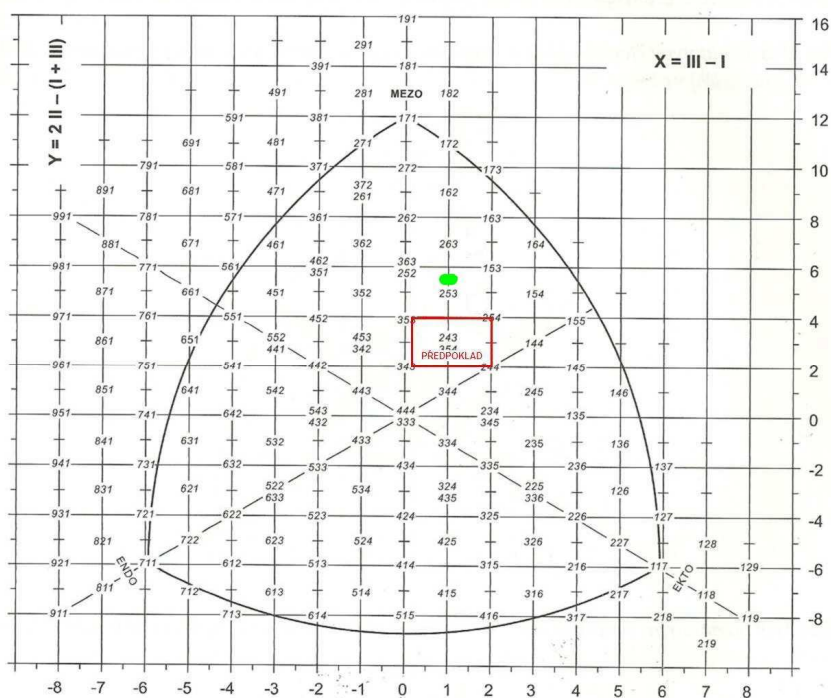 191 16
Y = 2 II – (I + III)
X = III – I
291
391 181 14
491 281 MEZO 182
591 381 171 12
691 481 271 172
791 581 371 272 173 10
372
891 681 471 261 162
991 781 571 361 262 163 8
881 671 461 362 263 164
462 363
981 771 561 351 252 153 6
871 661 451 352 253 154
971 761 551 452 254 155 4
861 651 552 453 243 144
441 342
PŘEDPOKLAD
961 751 541 442 244 145 2
851 641 542 443 344 245 146
951 741 642 543 444 234 135 0
432 333 345
841 631 532 433 334 235 136
941 731 632 533 434 335 236 137 -2
831 621 522 534 324 225 126
633 435 336
931 721 622 523 424 325 226 127 -4
821 722 623 524 425 326 227 128
ENDO
EKTO
921 711 612 513 414 315 216 117 129 -6
811 712 613 514 415 316 217 118
911 713 614 515 416 317 218 119 -8
219
-8 -7 -6 -5 -4 -3 -2 -1 0 1 2 3 4 5 6 7 8